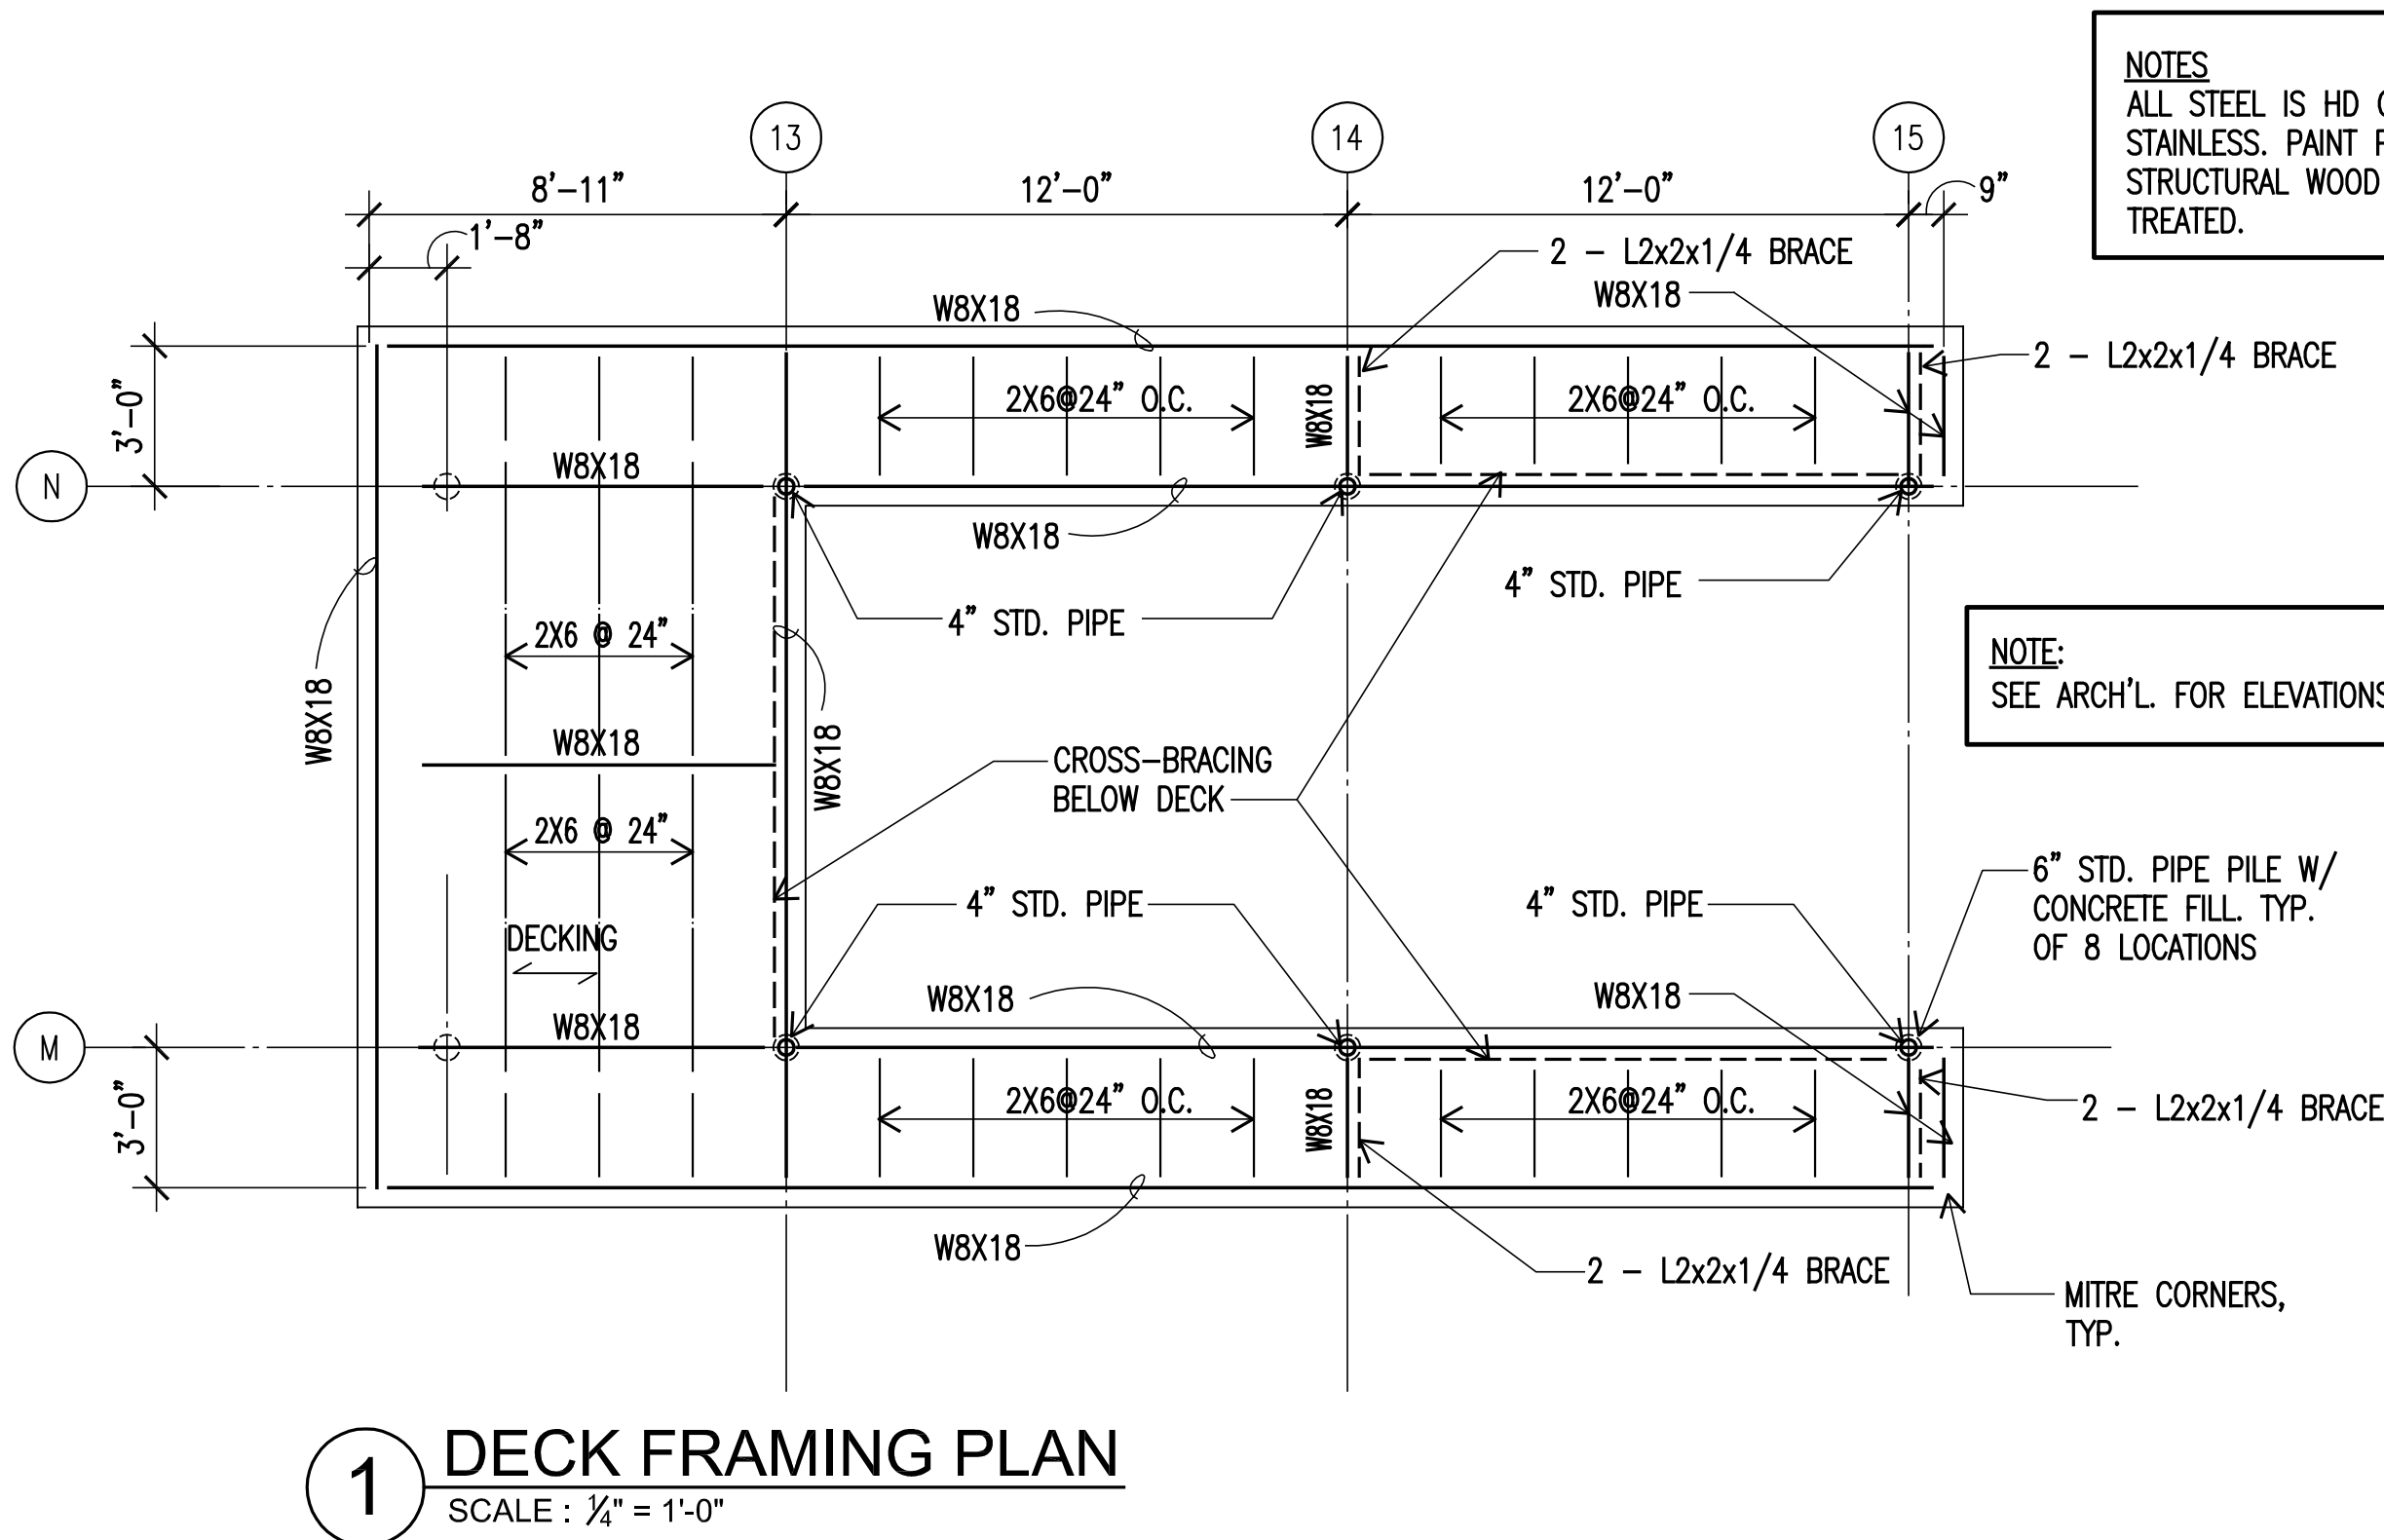 NOTES
ALL STEEL IS HD
STAINLESS. PAINT
STRUCTURAL WOOD
TREATED.
13
14
15
8'-11"
12'-0"
12'-0"
9"
1'-8"
2 - L2x2x1/4 BRACE
W8X18
W8X18
2 - L2x2x1/4 BRACE
3'-0"
2X6@24" O.C.
W8X18
2X6@24" O.C.
N
W8X18
W8X18
4" STD. PIPE
4" STD. PIPE
2X6 @ 24"
NOTE:
SEE ARCH'L. FOR ELEVATIONS
W8X18
W8X18
W8X18
CROSS-BRACING
BELOW DECK
2X6 @ 24"
6" STD. PIPE PILE W/
CONCRETE FILL. TYP.
OF 8 LOCATIONS
4" STD. PIPE
4" STD. PIPE
DECKING
W8X18
W8X18
W8X18
M
3'-0"
2X6@24" O.C.
W8X18
2X6@24" O.C.
2 - L2x2x1/4 BRACE
W8X18
2 - L2x2x1/4 BRACE
MITRE CORNERS,
TYP.
1
DECK FRAMING PLAN
SCALE : 1/4" = 1'-0"